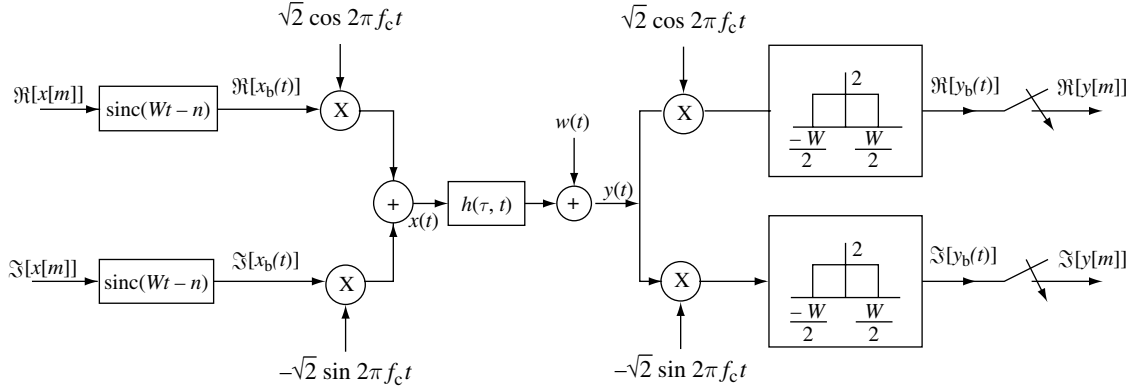 √2 cos 2πf_c t
√2 cos 2πf_c t
ℜ[x[m]]
sinc(Wt – n)
ℜ[x_b(t)]
X
X
2
– W
2
W
2
ℜ[y_b(t)]
ℜ[y[m]]
w(t)
+
x(t)
h(τ, t)
+
y(t)
ℑ[x[m]]
sinc(Wt – n)
ℑ[x_b(t)]
X
X
2
– W
2
W
2
ℑ[y_b(t)]
ℑ[y[m]]
–√2 sin 2πf_c t
–√2 sin 2πf_c t